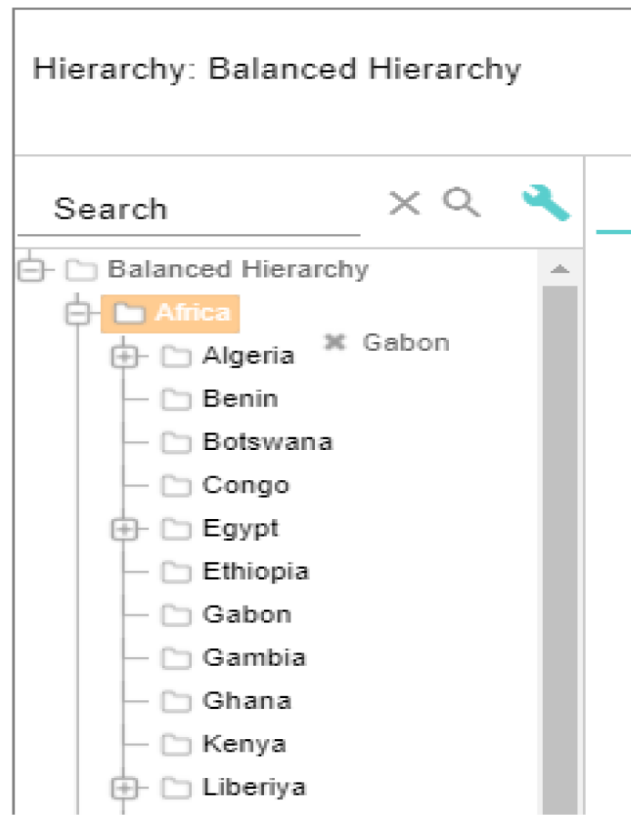 Hierarchy: Balanced Hierarchy
Search
Balanced Hierarchy
Africa
Gabon
Algeria
Benin
Botswana
Congo
Egypt
Ethiopia
Gabon
Gambia
Ghana
Kenya
Liberiya